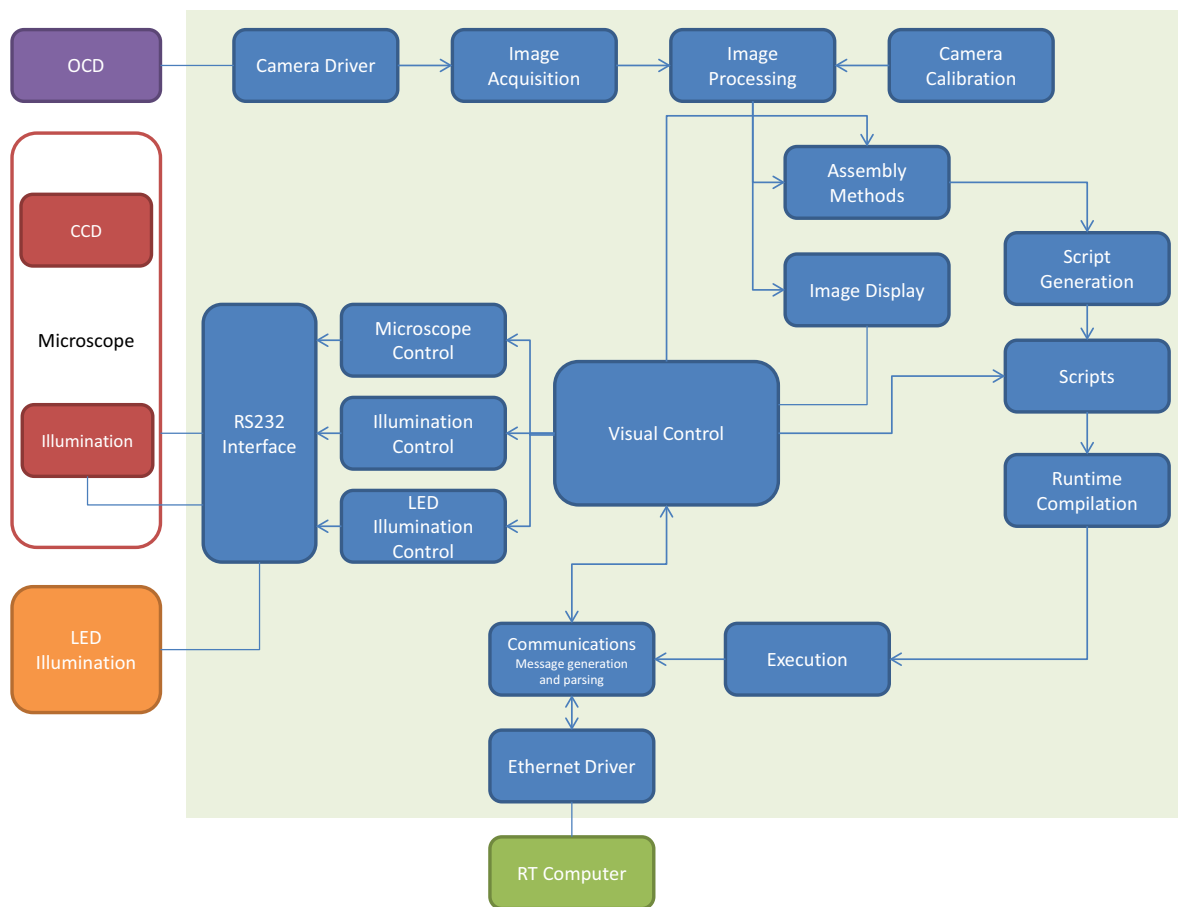 OCD
Camera Driver
Image
Acquisition
Image
Processing
Camera
Calibration
Assembly
Methods
CCD
Script
Generation
Image Display
Microscope
Microscope
Control
Scripts
RS232
Interface
Illumination
Illumination
Control
Visual Control
Runtime
Compilation
LED
Illumination
Control
LED
Illumination
Communications
Message generation
and parsing
Execution
Ethernet Driver
RT Computer